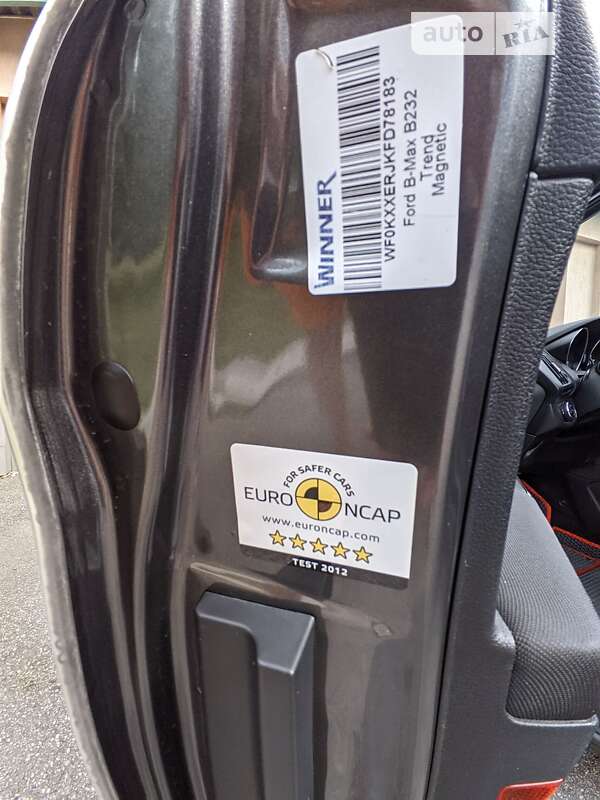 auto RIA
WINNER
WF0KXXERJKFD78183
Ford B-Max B232
Trend
Magnetic
FOR SAFER CARS
EURO NCAP
www.euroncap.com
TEST 2012